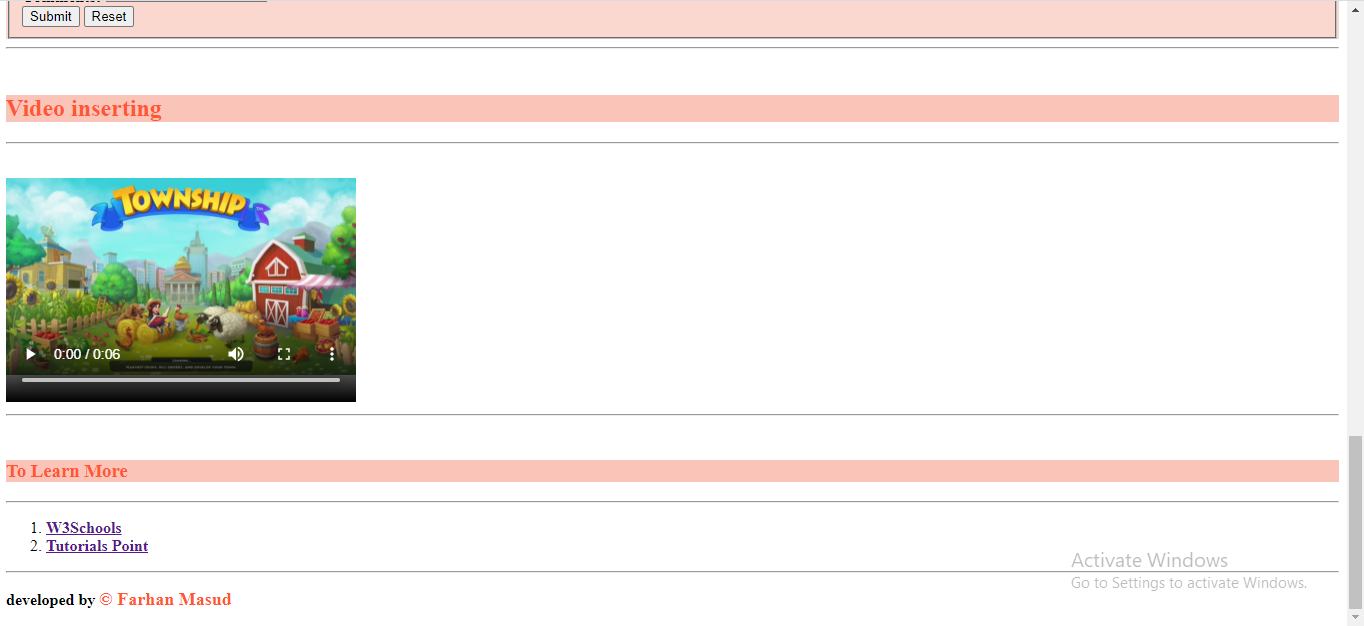 Submit Reset
Video inserting
TOWNSHIP
0:00 / 0:06
To Learn More
1. W3Schools
2. Tutorials Point
Activate Windows
Go to Settings to activate Windows.
developed by © Farhan Masud